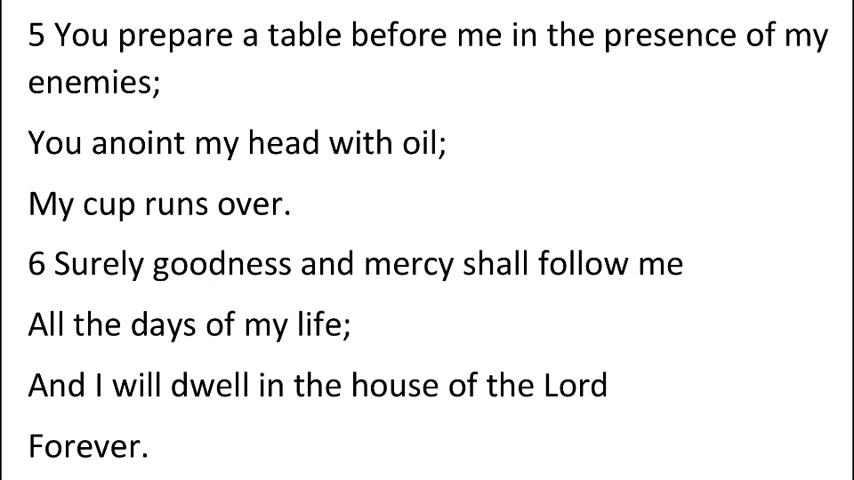 5 You prepare a table before me in the presence of my
enemies;
You anoint my head with oil;
My cup runs over.
6 Surely goodness and mercy shall follow me
All the days of my life;
And I will dwell in the house of the Lord
Forever.